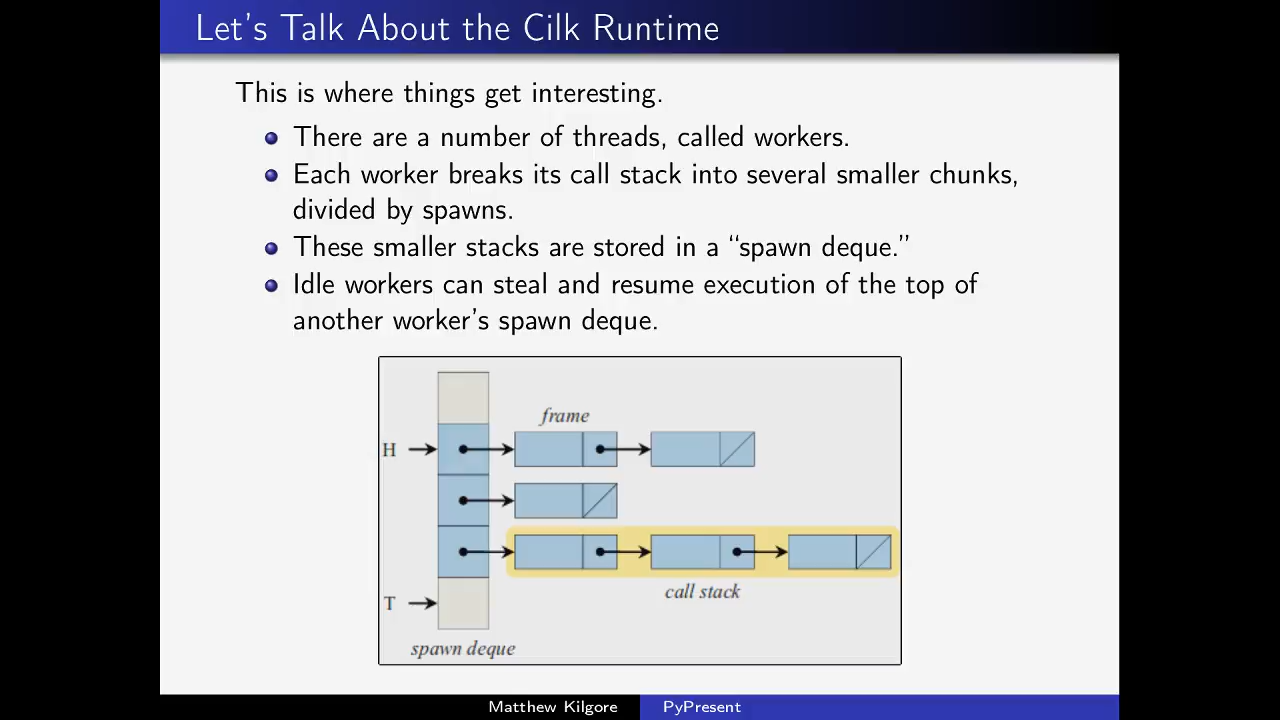 Let's Talk About the Cilk Runtime
This is where things get interesting.
There are a number of threads, called workers.
Each worker breaks its call stack into several smaller chunks,
divided by spawns.
These smaller stacks are stored in a “spawn deque.”
Idle workers can steal and resume execution of the top of
another worker's spawn deque.
frame
H
call stack
T
spawn deque
Matthew Kilgore
PyPresent